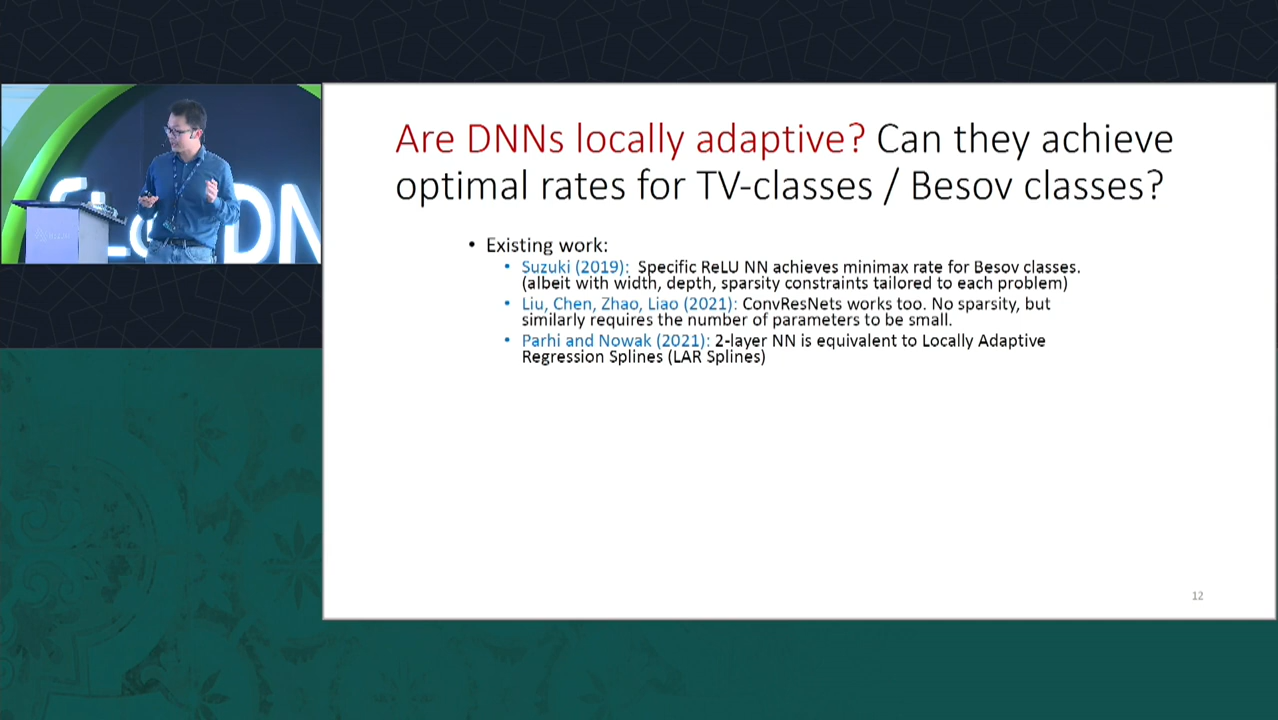 Are DNNs locally adaptive? Can they achieve
optimal rates for TV-classes / Besov classes?
• Existing work:
• Suzuki (2019): Specific ReLU NN achieves minimax rate for Besov classes.
(albeit with width, depth, sparsity constraints tailored to each problem)
• Liu, Chen, Zhao, Liao (2021): ConvResNets works too. No sparsity, but
similarly requires the number of parameters to be small.
• Parhi and Nowak (2021): 2-layer NN is equivalent to Locally Adaptive
Regression Splines (LAR Splines)
12